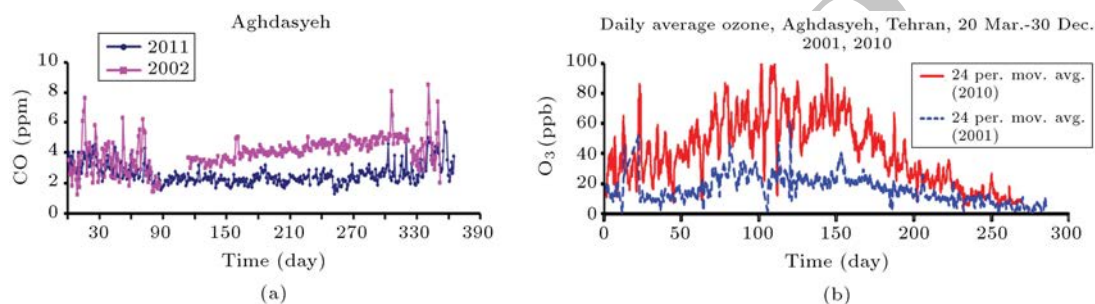 Aghdasyeh
2011
2002
10
8
6
4
2
0
CO (ppm)
30 90 150 210 270 330 390
Time (day)
(a)
Daily average ozone, Aghdasyeh, Tehran, 20 Mar.-30 Dec.
2001, 2010
24 per. mov. avg.
(2010)
24 per. mov. avg.
(2001)
100
80
60
40
20
0
O3 (ppb)
0 50 100 150 200 250 300
Time (day)
(b)